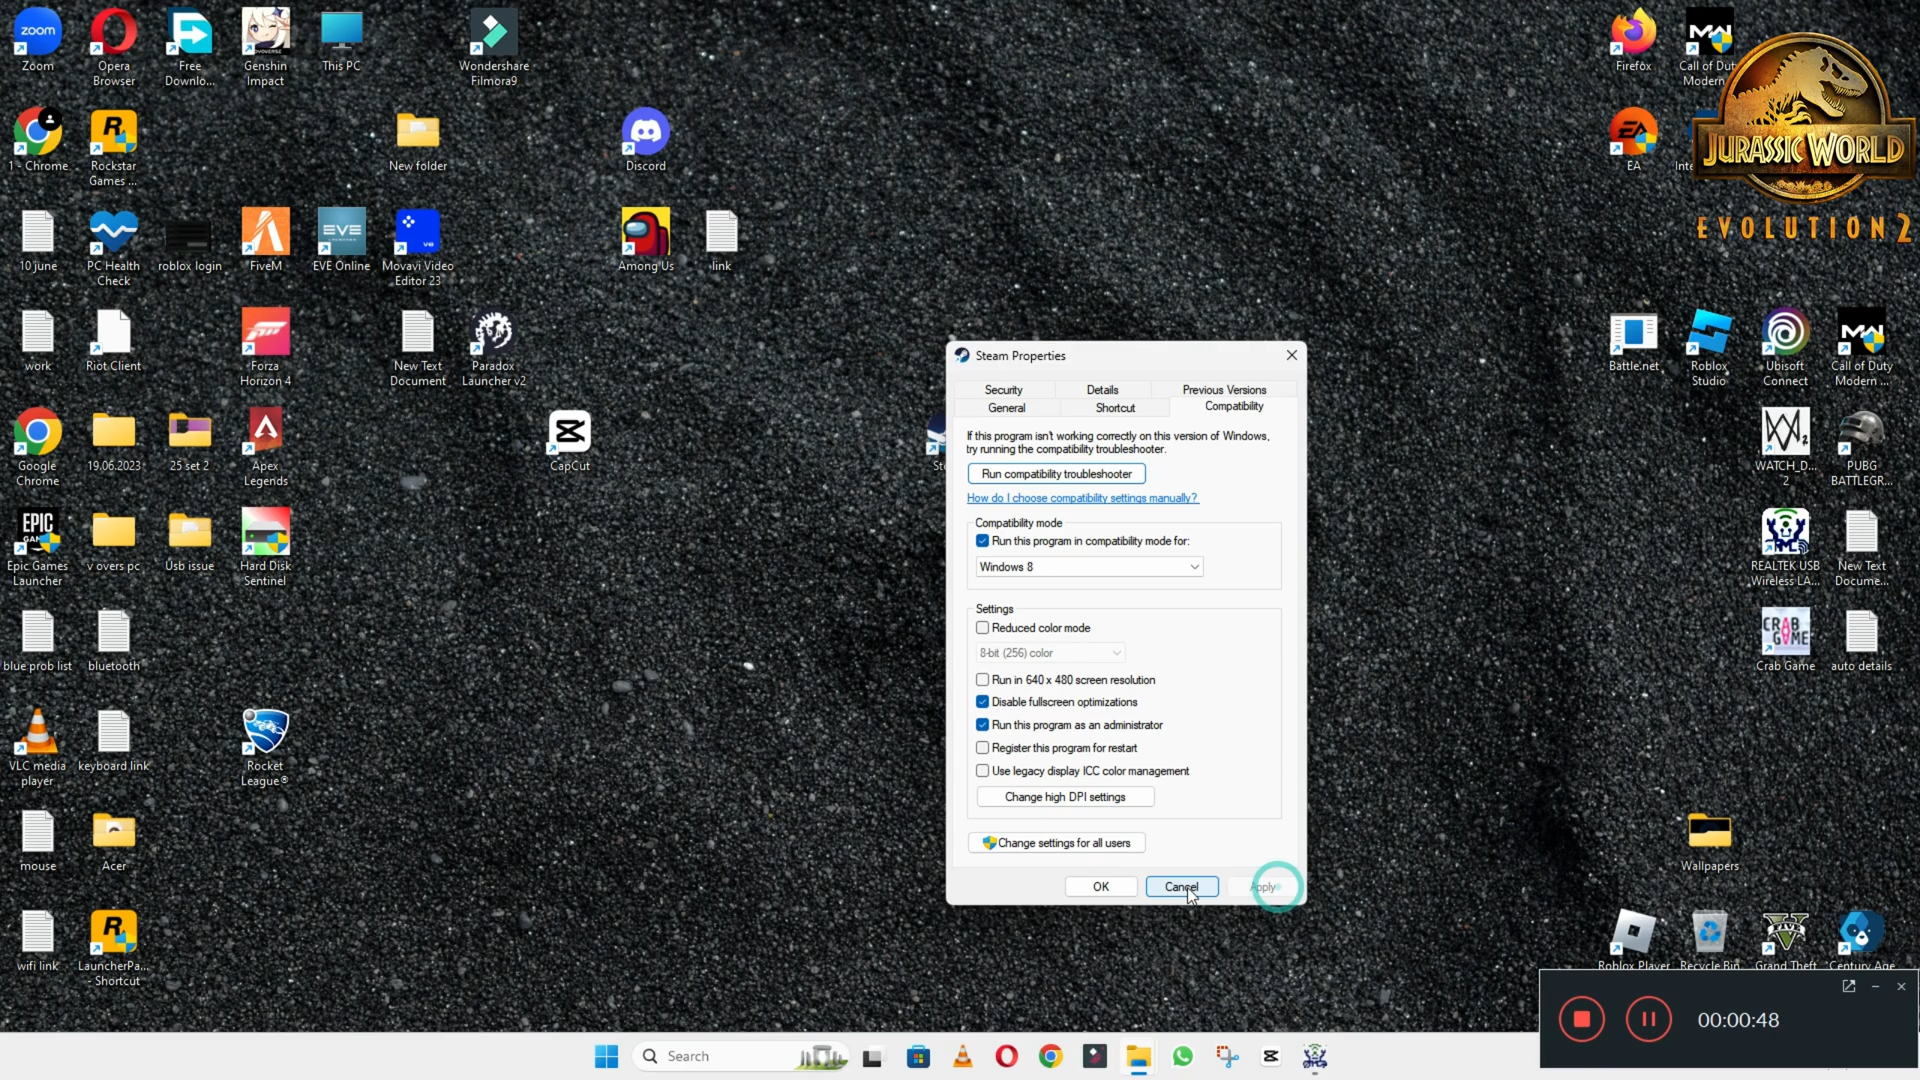 Zoom
Opera
Browser
Free
Downlo...
Genshin
Impact
This PC
Wondershare
Filmora9
Firefox
Call of Dut
Modern
JURASSIC WORLD
EVOLUTION 2
1 - Chrome
Rockstar
Games ...
New folder
Discord
EA
Inte
10 june
PC Health
Check
roblox login
FiveM
EVE Online
Movavi Video
Editor 23
Among Us
link
work
Riot Client
Forza
Horizon 4
New Text
Document
Paradox
Launcher v2
Battle.net
Roblox
Studio
Ubisoft
Connect
Call of Duty
Modern ...
Google
Chrome
19.06.2023
25 set 2
Apex
Legends
CapCut
WATCH_D...
2
PUBG
BATTLEGR...
Epic Games
Launcher
v overs pc
Usb issue
Hard Disk
Sentinel
REALTEK USB
Wireless LA...
New Text
Docume...
blue prob list
bluetooth
Crab Game
auto details
VLC media
player
keyboard link
Rocket
League®
mouse
Acer
Wallpapers
wifi link
LauncherPa...
- Shortcut
Roblox Player
Recycle Bin
Grand Theft
Century Age
Steam Properties
Security
Details
Previous Versions
General
Shortcut
Compatibility
If this program isn't working correctly on this version of Windows,
try running the compatibility troubleshooter.
Run compatibility troubleshooter
How do I choose compatibility settings manually?
Compatibility mode
Run this program in compatibility mode for:
Windows 8
Settings
Reduced color mode
8-bit (256) color
Run in 640 x 480 screen resolution
Disable fullscreen optimizations
Run this program as an administrator
Register this program for restart
Use legacy display ICC color management
Change high DPI settings
Change settings for all users
OK
Cancel
Apply
Search
00:00:48